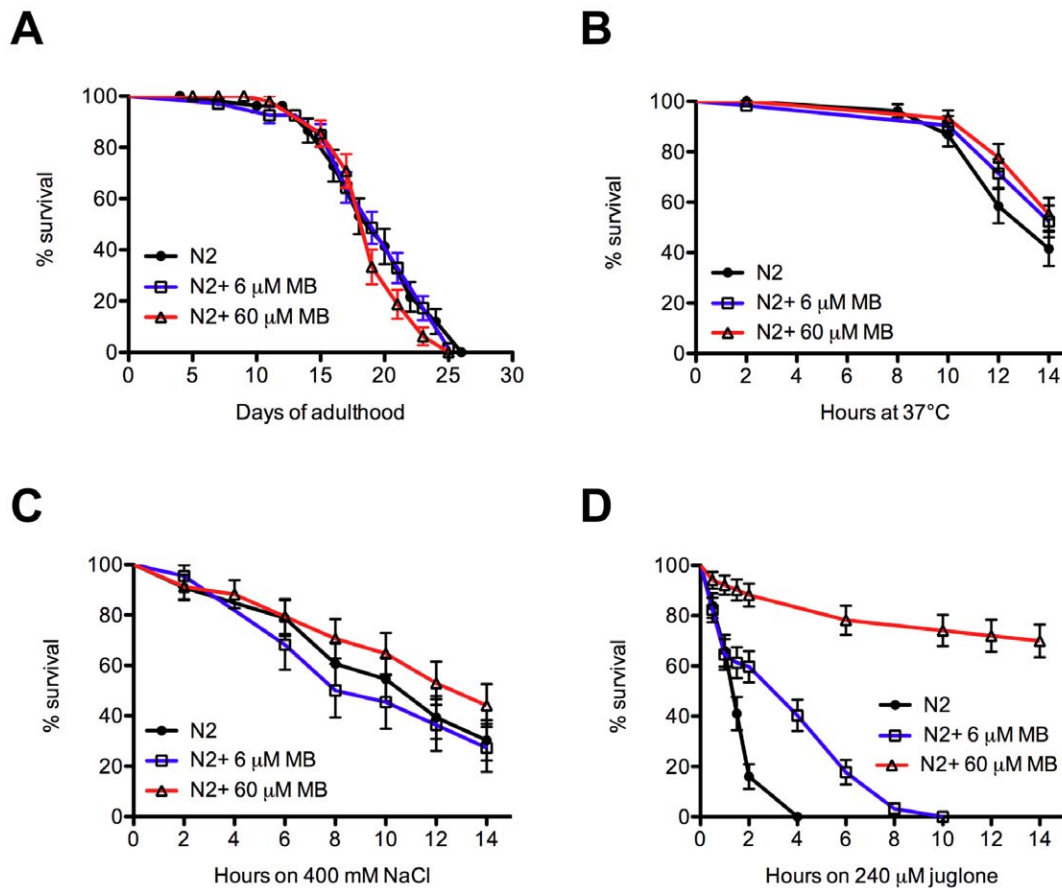 A
100
80
60
40
20
0
% survival
N2
N2+ 6 μM MB
N2+ 60 μM MB
0 5 10 15 20 25 30
Days of adulthood
B
100
80
60
40
20
0
% survival
N2
N2+ 6 μM MB
N2+ 60 μM MB
0 2 4 6 8 10 12 14
Hours at 37°C
C
100
80
60
40
20
0
% survival
N2
N2+ 6 μM MB
N2+ 60 μM MB
0 2 4 6 8 10 12 14
Hours on 400 mM NaCl
D
100
80
60
40
20
0
% survival
N2
N2+ 6 μM MB
N2+ 60 μM MB
0 2 4 6 8 10 12 14
Hours on 240 μM juglone